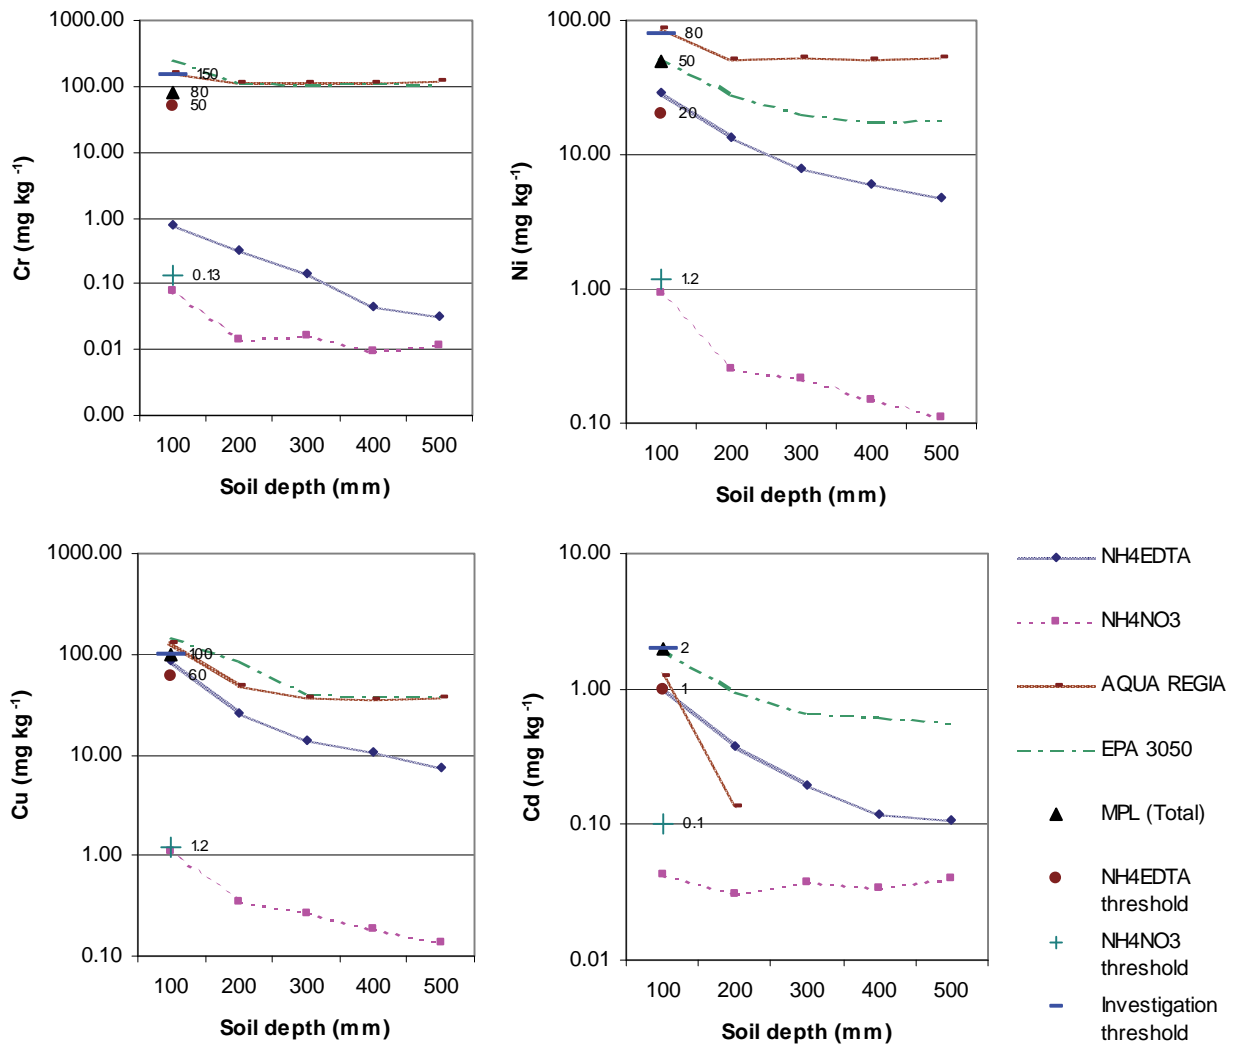 1000.00
100.00
10.00
1.00
0.10
0.01
0.00
Cr (mg kg -1)
150
80
50
0.13
100 200 300 400 500
Soil depth (mm)
100.00
10.00
1.00
0.10
Ni (mg kg-1)
80
50
20
1.2
100 200 300 400 500
Soil depth (mm)
1000.00
100.00
10.00
1.00
0.10
Cu (mg kg -1)
100
60
1.2
100 200 300 400 500
Soil depth (mm)
10.00
1.00
0.10
0.01
Cd (mg kg-1)
2
1
0.1
100 200 300 400 500
Soil depth (mm)
NH4EDTA
NH4NO3
AQUA REGIA
EPA 3050
MPL (Total)
NH4EDTA
threshold
NH4NO3
threshold
Investigation
threshold